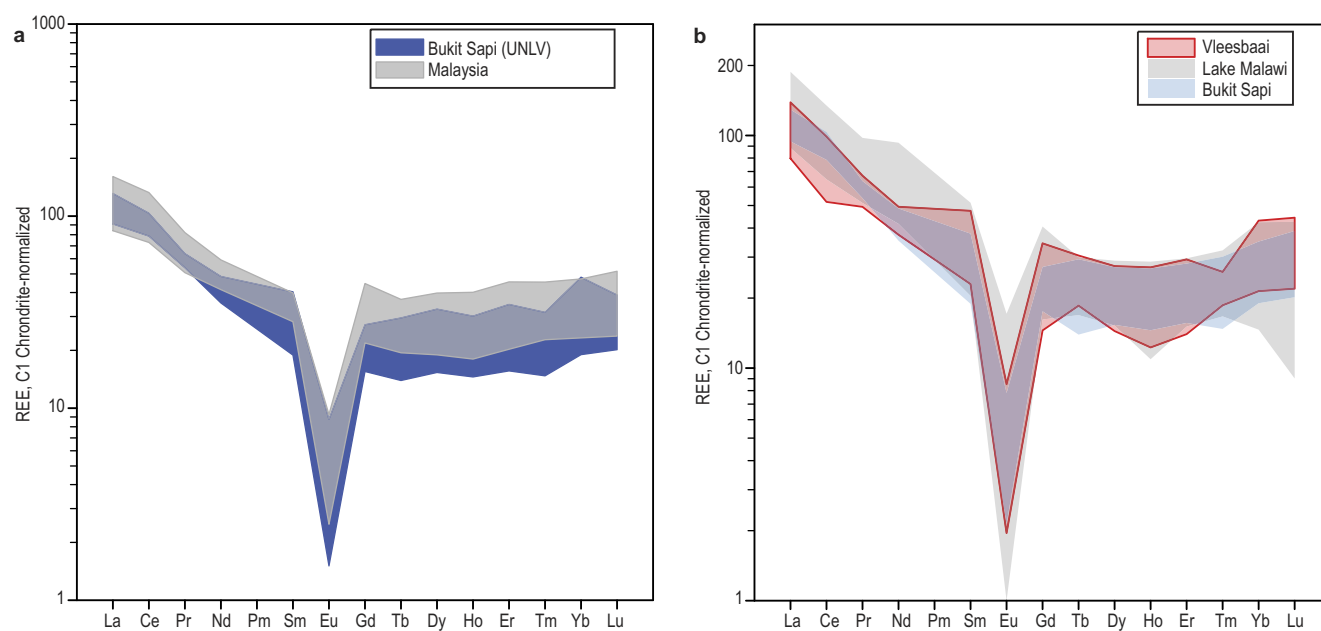 a
Bukit Sapi (UNLV)
Malaysia
REE, C1 Chrondrite-normalized
1000
100
10
1
La Ce Pr Nd Pm Sm Eu Gd Tb Dy Ho Er Tm Yb Lu
b
Vleesbaai
Lake Malawi
Bukit Sapi
REE, C1 Chrondrite-normalized
200
100
10
1
La Ce Pr Nd Pm Sm Eu Gd Tb Dy Ho Er Tm Yb Lu